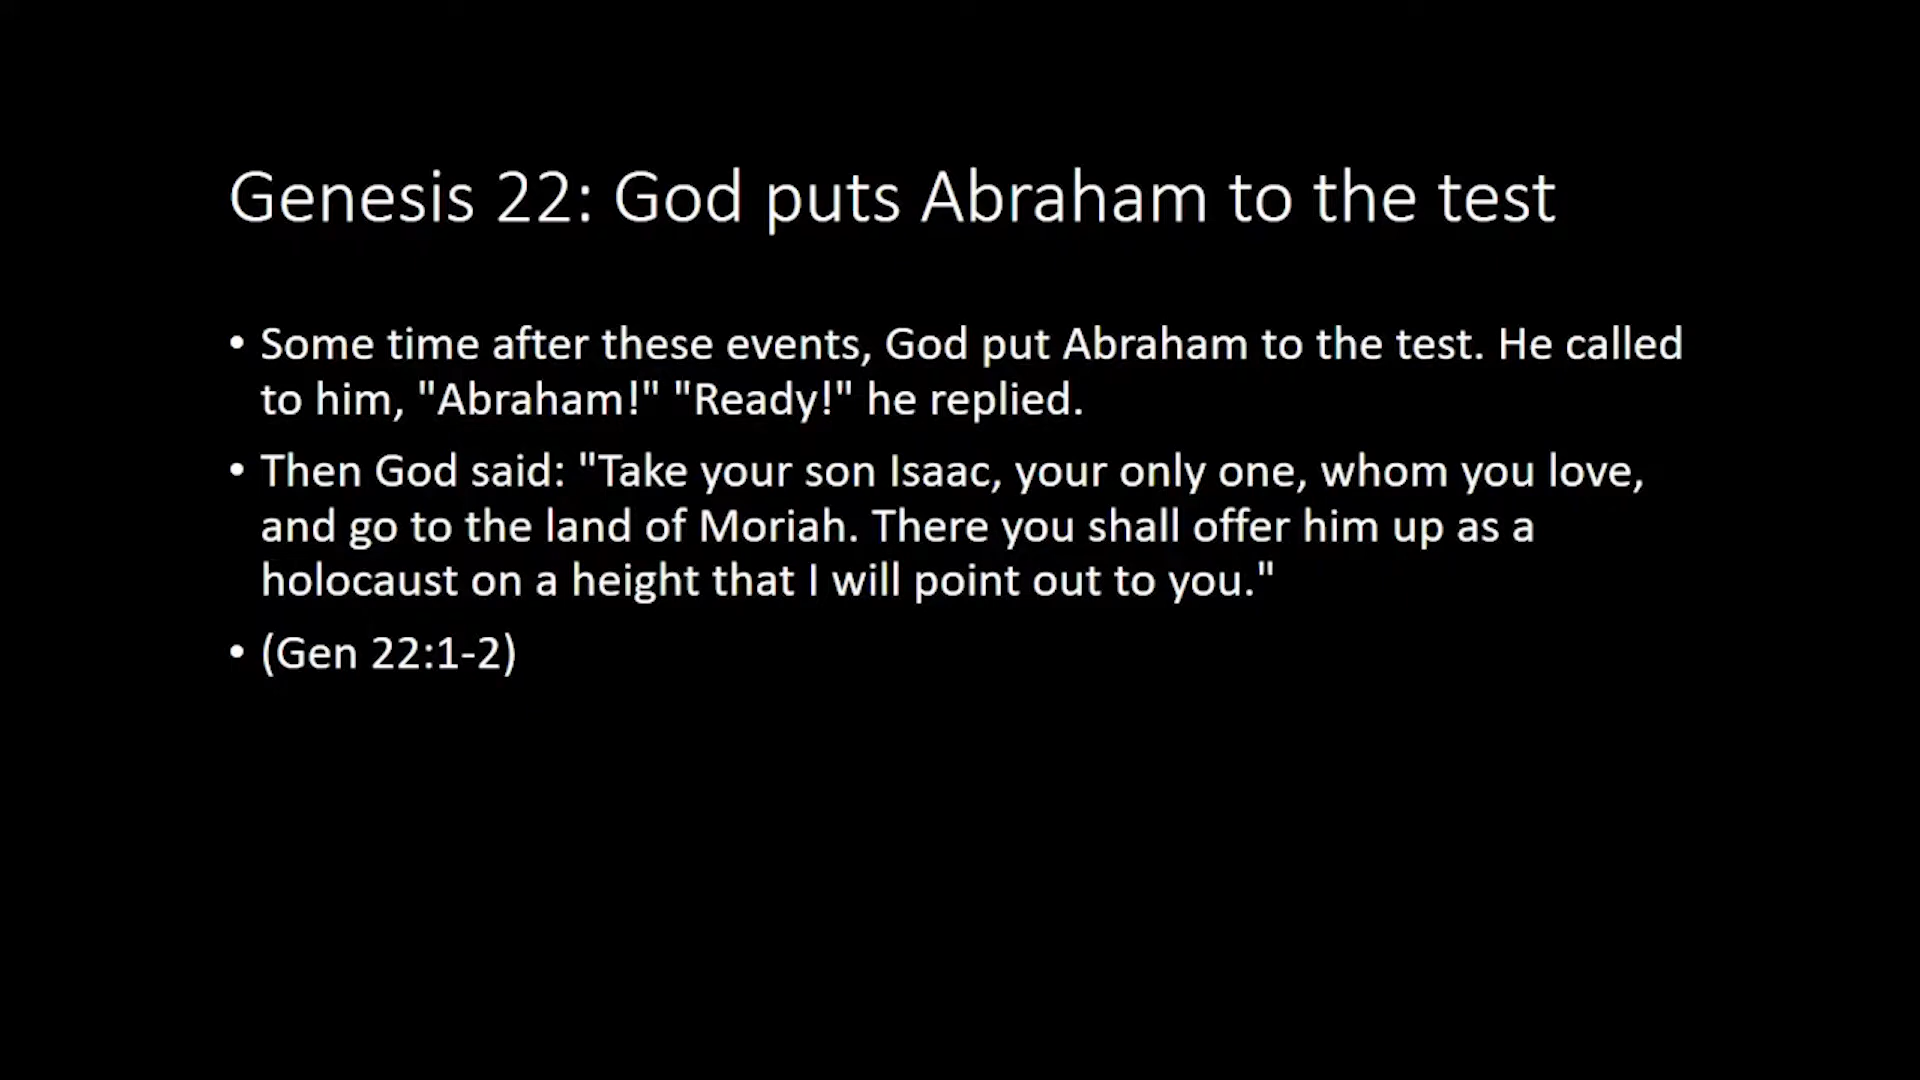 Genesis 22: God puts Abraham to the test
• Some time after these events, God put Abraham to the test. He called
to him, "Abraham!" "Ready!" he replied.
• Then God said: "Take your son Isaac, your only one, whom you love,
and go to the land of Moriah. There you shall offer him up as a
holocaust on a height that I will point out to you."
• (Gen 22:1-2)